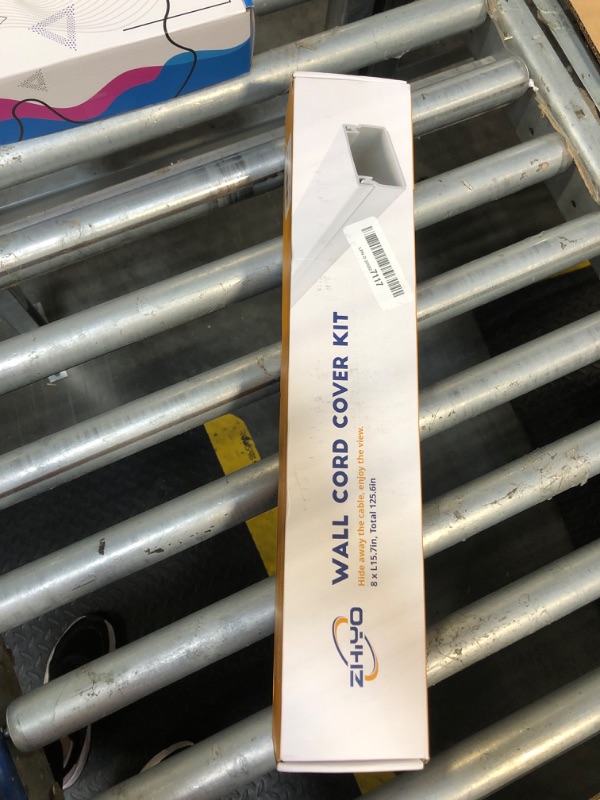 WALL CORD COVER KIT
Hide away the cable, enjoy the view.
8 x L15.7in, Total 125.6in
ZHIYO